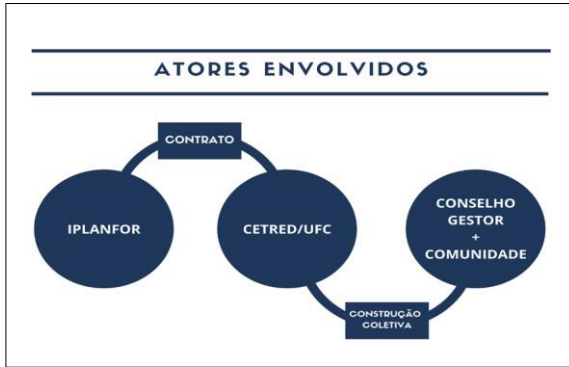 ATORES ENVOLVIDOS
CONTRATO
IPLANFOR
CETRED/UFC
CONSELHO
GESTOR
+
COMUNIDADE
CONSTRUÇÃO
COLETIVA